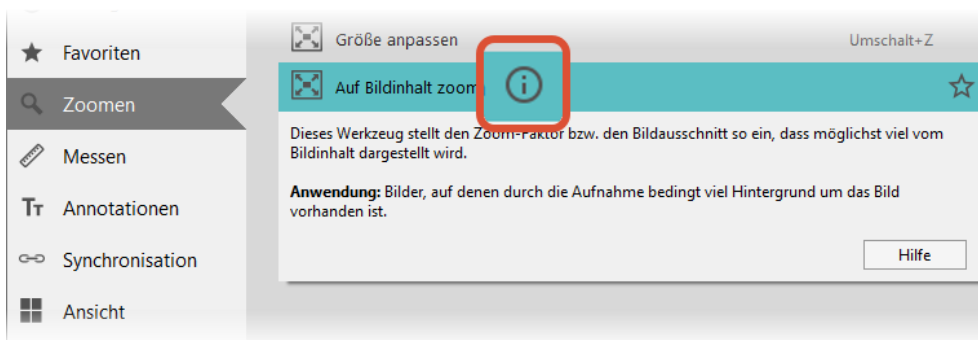 Favoriten
Zoomen
Messen
Annotationen
Synchronisation
Ansicht
Größe anpassen Umschalt+Z
Auf Bildinhalt zoom
Dieses Werkzeug stellt den Zoom-Faktor bzw. den Bildausschnitt so ein, dass möglichst viel vom
Bildinhalt dargestellt wird.
Anwendung: Bilder, auf denen durch die Aufnahme bedingt viel Hintergrund um das Bild
vorhanden ist.
Hilfe